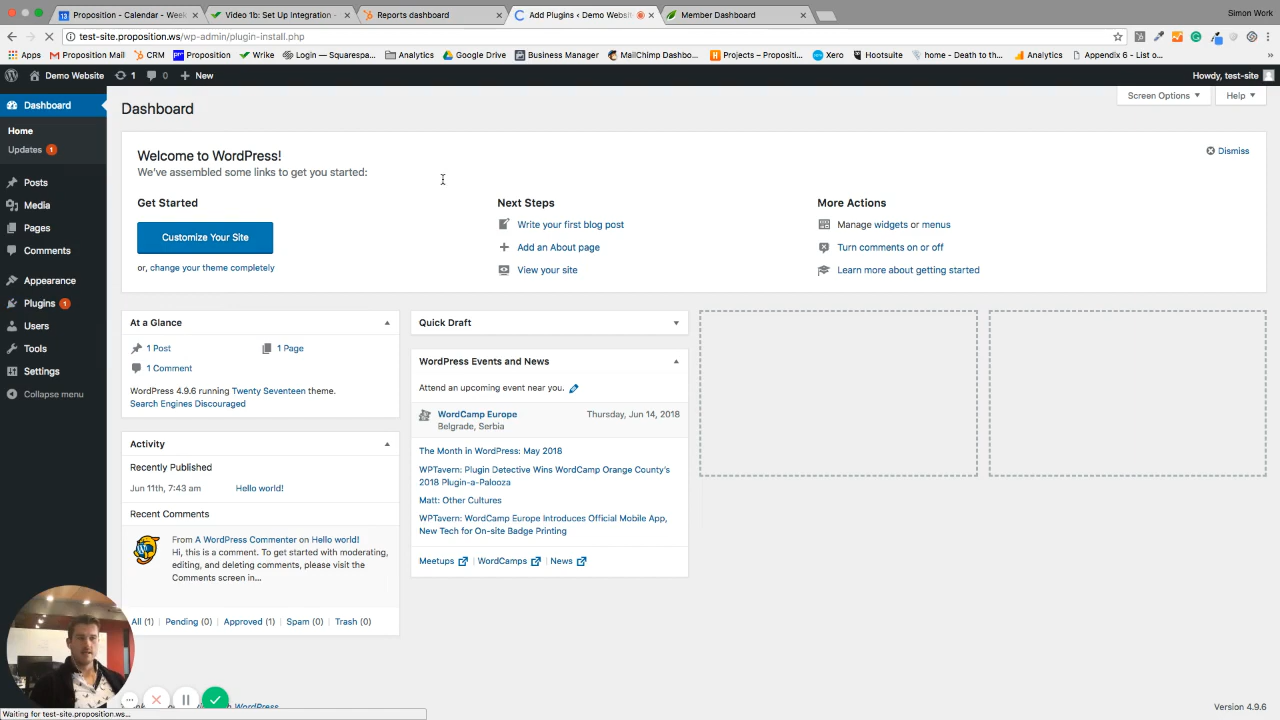 Proposition - Calendar - Week
Video 1b: Set Up Integration -
Reports dashboard
Add Plugins ‹ Demo Websit
Member Dashboard
Simon Work
test-site.proposition.ws/wp-admin/plugin-install.php
Apps
Proposition Mail
CRM
Proposition
Wrike
Login — Squarespa...
Analytics
Google Drive
Business Manager
MailChimp Dashbo...
Projects – Propositi...
Xero
Hootsuite
home - Death to th...
Analytics
Appendix 6 - List o...
Demo Website
1
0
New
Howdy, test-site
Dashboard
Home
Updates 1
Posts
Media
Pages
Comments
Appearance
Plugins 1
Users
Tools
Settings
Collapse menu
Dashboard
Screen Options
Help
Welcome to WordPress!
We've assembled some links to get you started:
Dismiss
Get Started
Customize Your Site
or, change your theme completely
Next Steps
Write your first blog post
Add an About page
View your site
More Actions
Manage widgets or menus
Turn comments on or off
Learn more about getting started
At a Glance
1 Post
1 Page
1 Comment
WordPress 4.9.6 running Twenty Seventeen theme.
Search Engines Discouraged
Activity
Recently Published
Jun 11th, 7:43 am Hello world!
Recent Comments
From A WordPress Commenter on Hello world!
Hi, this is a comment. To get started with moderating,
editing, and deleting comments, please visit the
Comments screen in...
All (1) | Pending (0) | Approved (1) | Spam (0) | Trash (0)
Quick Draft
WordPress Events and News
Attend an upcoming event near you.
WordCamp Europe
Thursday, Jun 14, 2018
Belgrade, Serbia
The Month in WordPress: May 2018
WPTavern: Plugin Detective Wins WordCamp Orange County's
2018 Plugin-a-Palooza
Matt: Other Cultures
WPTavern: WordCamp Europe Introduces Official Mobile App,
New Tech for On-site Badge Printing
Meetups | WordCamps | News
WordPress.
Version 4.9.6
Waiting for test-site.proposition.ws...